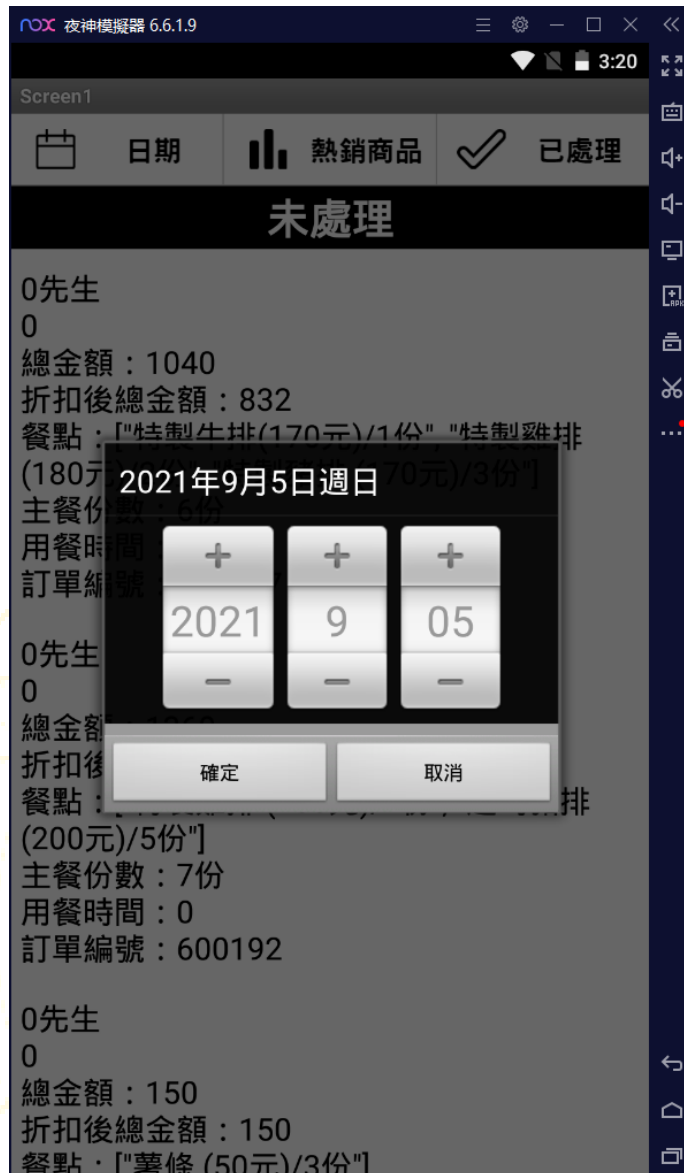 nox 夜神模擬器 6.6.1.9
3:20
Screen1
日期 熱銷商品 已處理
未處理
0先生
0
總金額：1040
折扣後總金額：832
餐點：["特製牛排(170元)/1份", "特製雞排
(180元 70元)/3份"]
2021年9月5日週日
主餐份數：6份
用餐時間
訂單編號
2021 9 05
0先生
0
總金額
折扣後
確定 取消
餐點： 排
(200元)/5份"]
主餐份數：7份
用餐時間：0
訂單編號：600192
0先生
0
總金額：150
折扣後總金額：150
餐點：["薯條 (50元)/3份"]